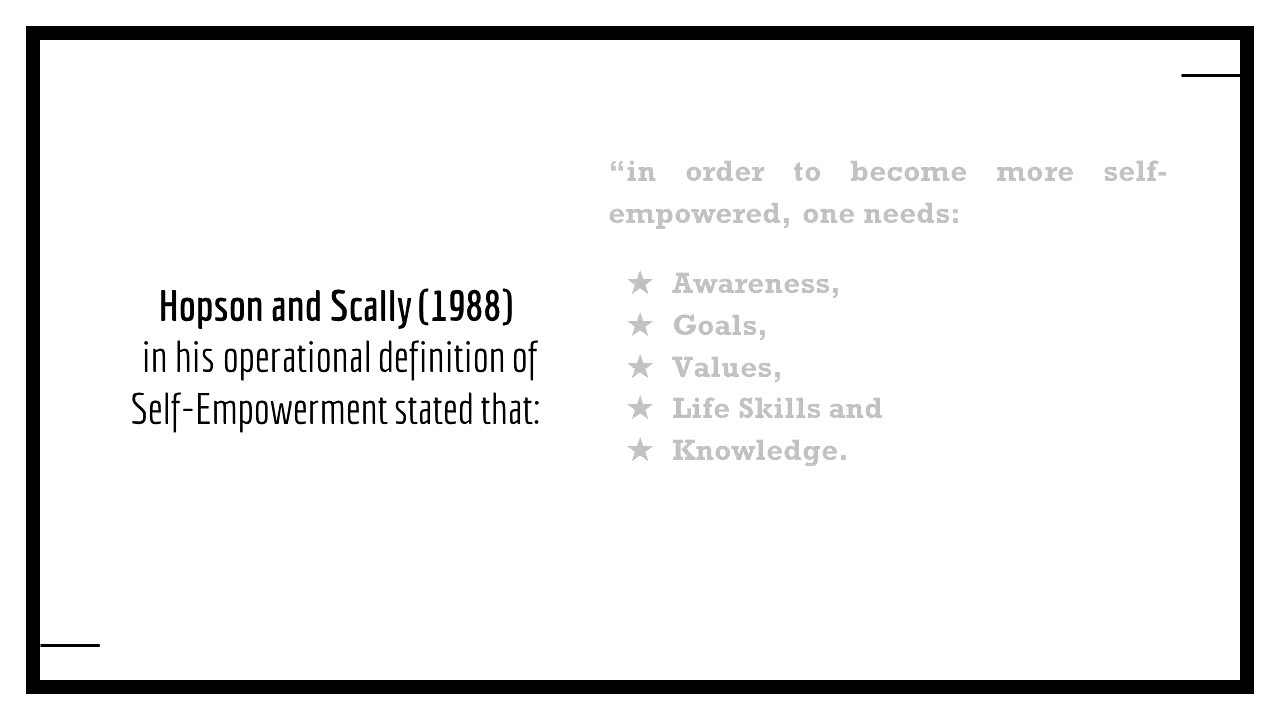 Hopson and Scally (1988)
in his operational definition of
Self-Empowerment stated that:
“in order to become more self-
empowered, one needs:
★ Awareness,
★ Goals,
★ Values,
★ Life Skills and
★ Knowledge.